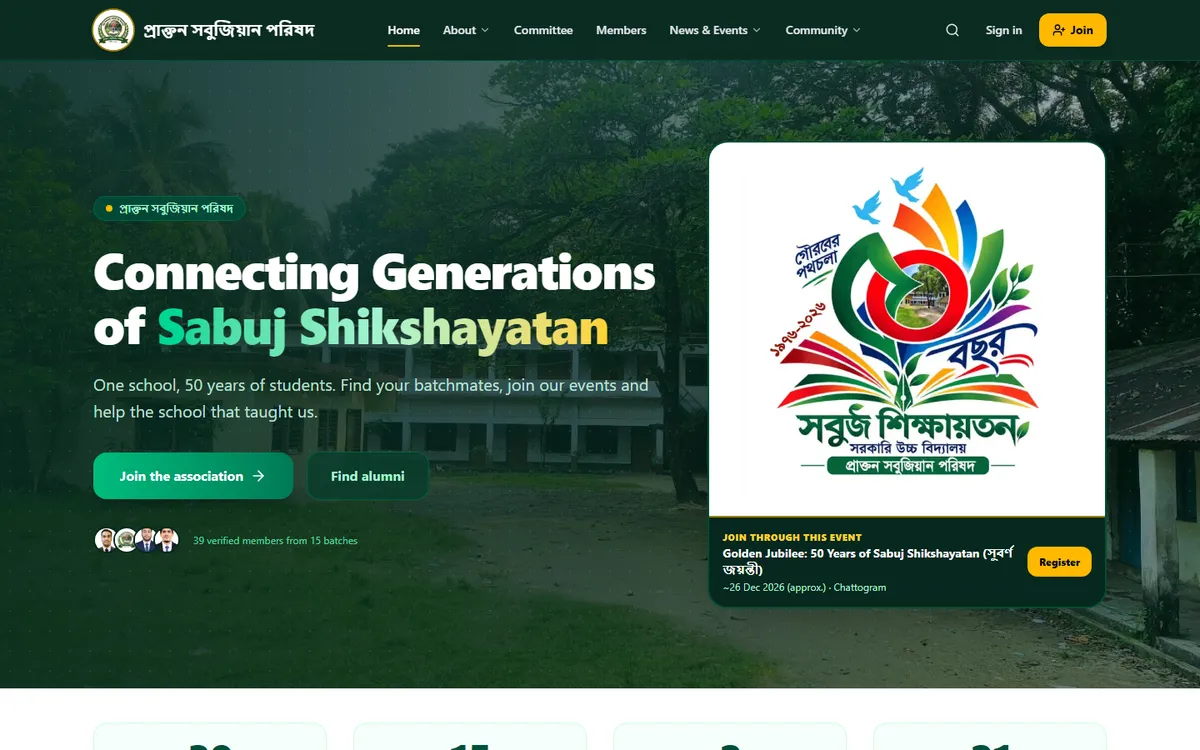 প্রাক্তন সবুজিয়ান পরিষদ
Home
About
Committee
Members
News & Events
Community
Sign in
Join
প্রাক্তন সবুজিয়ান পরিষদ
Connecting Generations
of Sabuj Shikshayatan
One school, 50 years of students. Find your batchmates, join our events and
help the school that taught us.
Join the association
Find alumni
39 verified members from 15 batches
গৌরবের
পথচলা
১৯৭৬-২০২৬
৫০
বছর
সবুজ শিক্ষায়তন
সরকারি উচ্চ বিদ্যালয়
প্রাক্তন সবুজিয়ান পরিষদ
JOIN THROUGH THIS EVENT
Golden Jubilee: 50 Years of Sabuj Shikshayatan (সুবর্ণ
জয়ন্তী)
~26 Dec 2026 (approx.) · Chattogram
Register